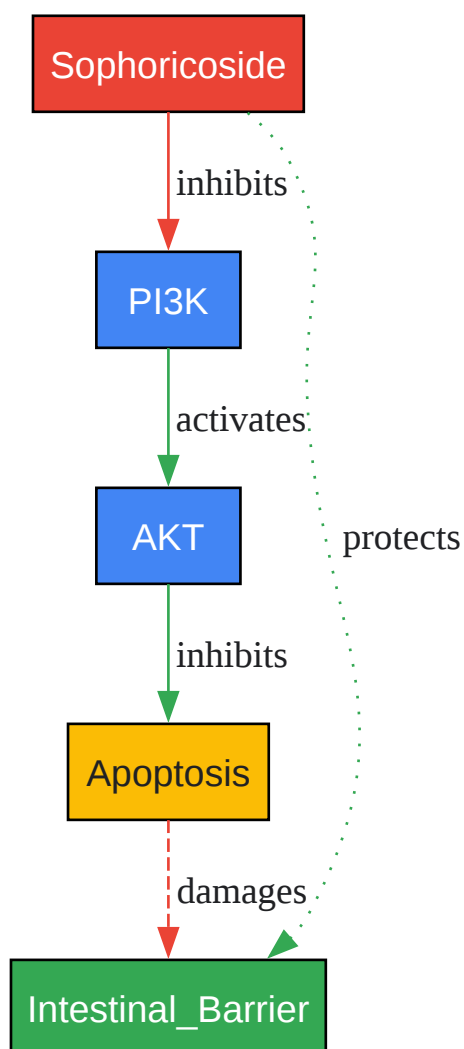 Sophoricoside
inhibits
PI3K
activates
AKT
protects
inhibits
Apoptosis
damages
Intestinal_Barrier